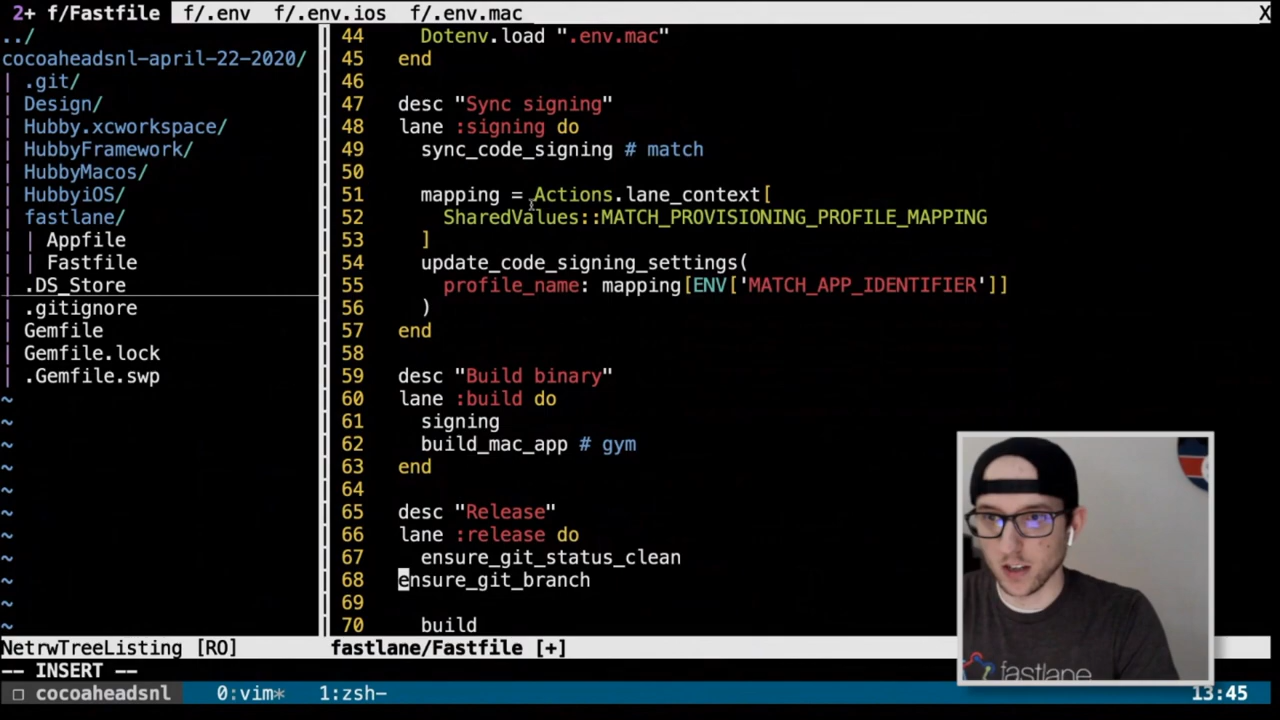 2+ f/Fastfile f/.env f/.env.ios f/.env.mac X
../
cocoaheadsnl-april-22-2020/
| .git/
| Design/
| Hubby.xcworkspace/
| HubbyFramework/
| HubbyMacos/
| HubbyiOS/
| fastlane/
| | Appfile
| | Fastfile
| .DS_Store
| .gitignore
| Gemfile
| Gemfile.lock
| .Gemfile.swp
~
~
~
~
~
~
~
~
~
~
44 Dotenv.load ".env.mac"
45 end
46
47 desc "Sync signing"
48 lane :signing do
49 sync_code_signing # match
50
51 mapping = Actions.lane_context[
52 SharedValues::MATCH_PROVISIONING_PROFILE_MAPPING
53 ]
54 update_code_signing_settings(
55 profile_name: mapping[ENV['MATCH_APP_IDENTIFIER']]
56 )
57 end
58
59 desc "Build binary"
60 lane :build do
61 signing
62 build_mac_app # gym
63 end
64
65 desc "Release"
66 lane :release do
67 ensure_git_status_clean
68 ensure_git_branch
69
70 build
NetrwTreeListing [RO] fastlane/Fastfile [+]
-- INSERT --
□ cocoaheadsnl 0:vim* 1:zsh- 13:45
fastlane